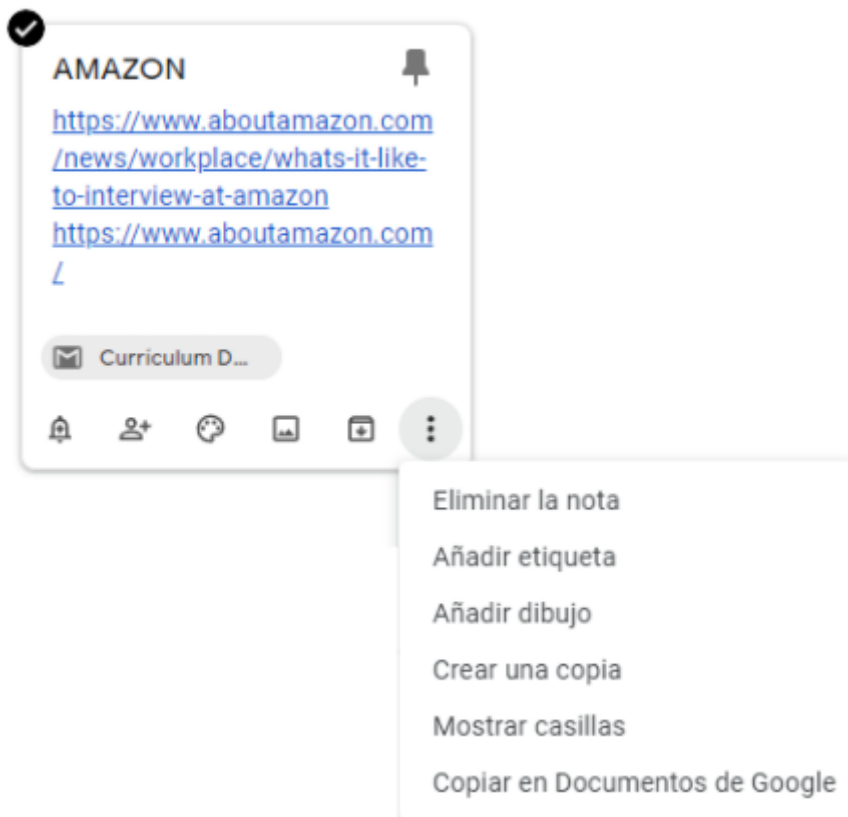 AMAZON
https://www.aboutamazon.com
/news/workplace/whats-it-like-
to-interview-at-amazon
https://www.aboutamazon.com
/
Curriculum D...
Eliminar la nota
Añadir etiqueta
Añadir dibujo
Crear una copia
Mostrar casillas
Copiar en Documentos de Google